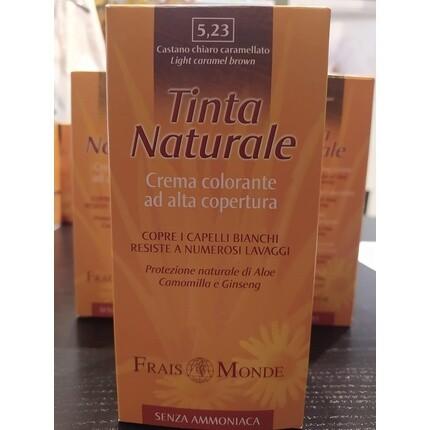 5,23
Castano chiaro caramellato
Light caramel brown
Tinta
Naturale
Crema colorante
ad alta copertura
COPRE I CAPELLI BIANCHI
RESISTE A NUMEROSI LAVAGGI
Protezione naturale di Aloe
Camomilla e Ginseng
FRAIS MONDE
SENZA AMMONIACA